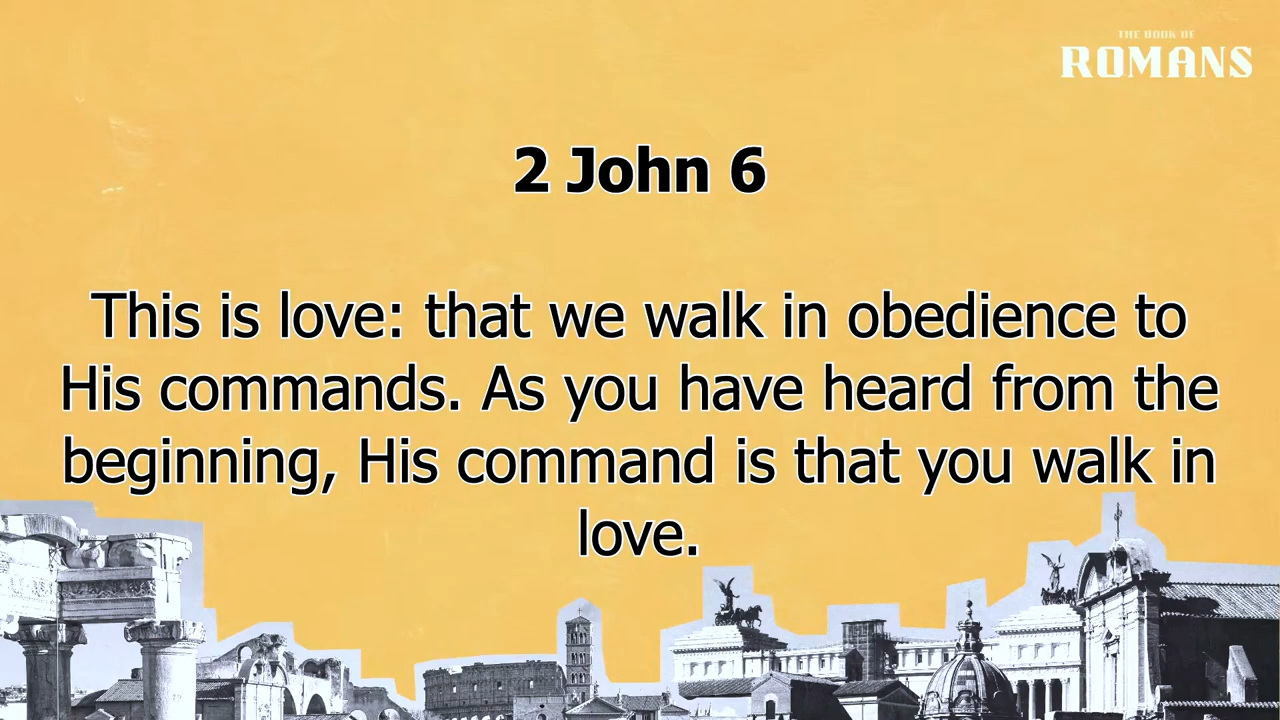 THE BOOK OF
ROMANS
2 John 6
This is love: that we walk in obedience to
His commands. As you have heard from the
beginning, His command is that you walk in
love.